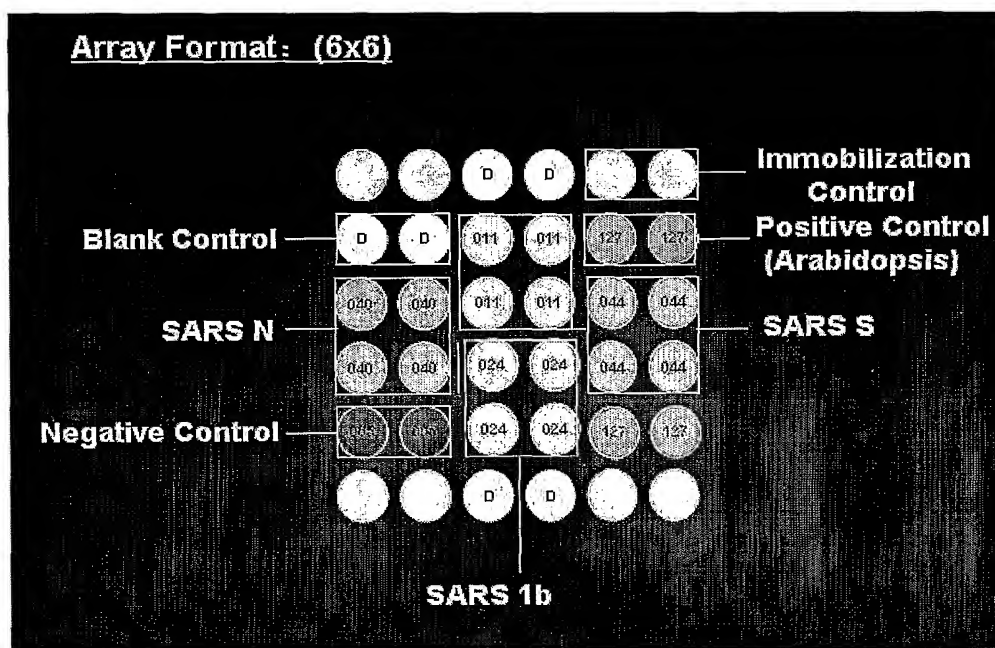 Array Format: (6x6)
D D
Immobilization
Control
Blank Control
D D 011 011 127 127
Positive Control
(Arabidopsis)
040 040 011 011 044 044
SARS N
SARS S
040 040 024 024 044 044
Negative Control
024 024 127 127
D D
SARS 1b